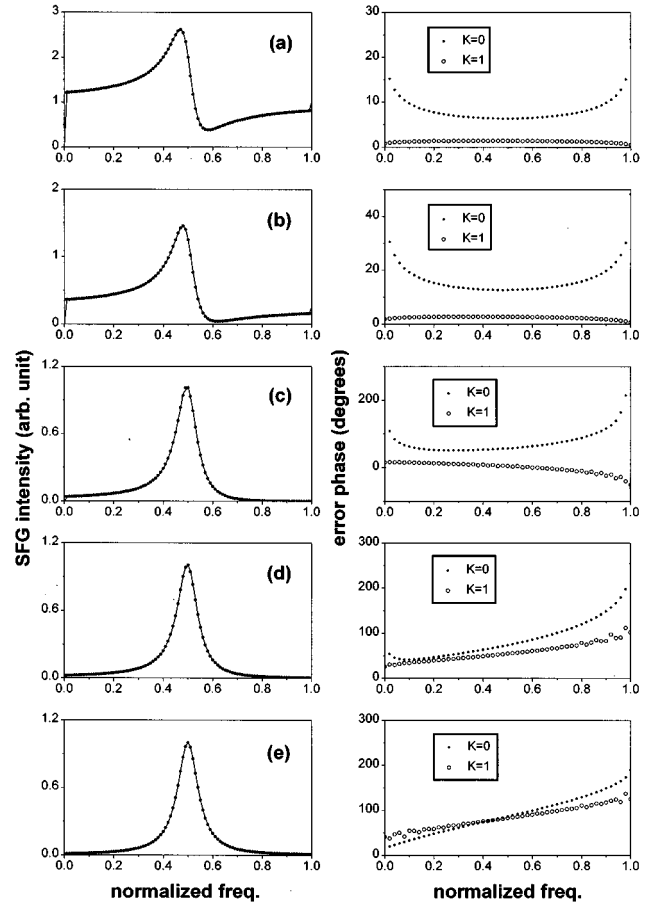 SFG intensity (arb. unit)
error phase (degrees)
3
2
1
0
0.0 0.2 0.4 0.6 0.8 1.0
(a)
30
20
10
0
0.0 0.2 0.4 0.6 0.8 1.0
K=0
K=1
2
1
0
0.0 0.2 0.4 0.6 0.8 1.0
(b)
40
20
0
0.0 0.2 0.4 0.6 0.8 1.0
K=0
K=1
1.2
0.6
0.0
0.0 0.2 0.4 0.6 0.8 1.0
(c)
200
0
0.0 0.2 0.4 0.6 0.8 1.0
K=0
K=1
1.2
0.6
0.0
0.0 0.2 0.4 0.6 0.8 1.0
(d)
300
200
100
0
0.0 0.2 0.4 0.6 0.8 1.0
K=0
K=1
1.2
0.6
0.0
0.0 0.2 0.4 0.6 0.8 1.0
(e)
300
200
100
0
0.0 0.2 0.4 0.6 0.8 1.0
K=0
K=1
normalized freq.
normalized freq.